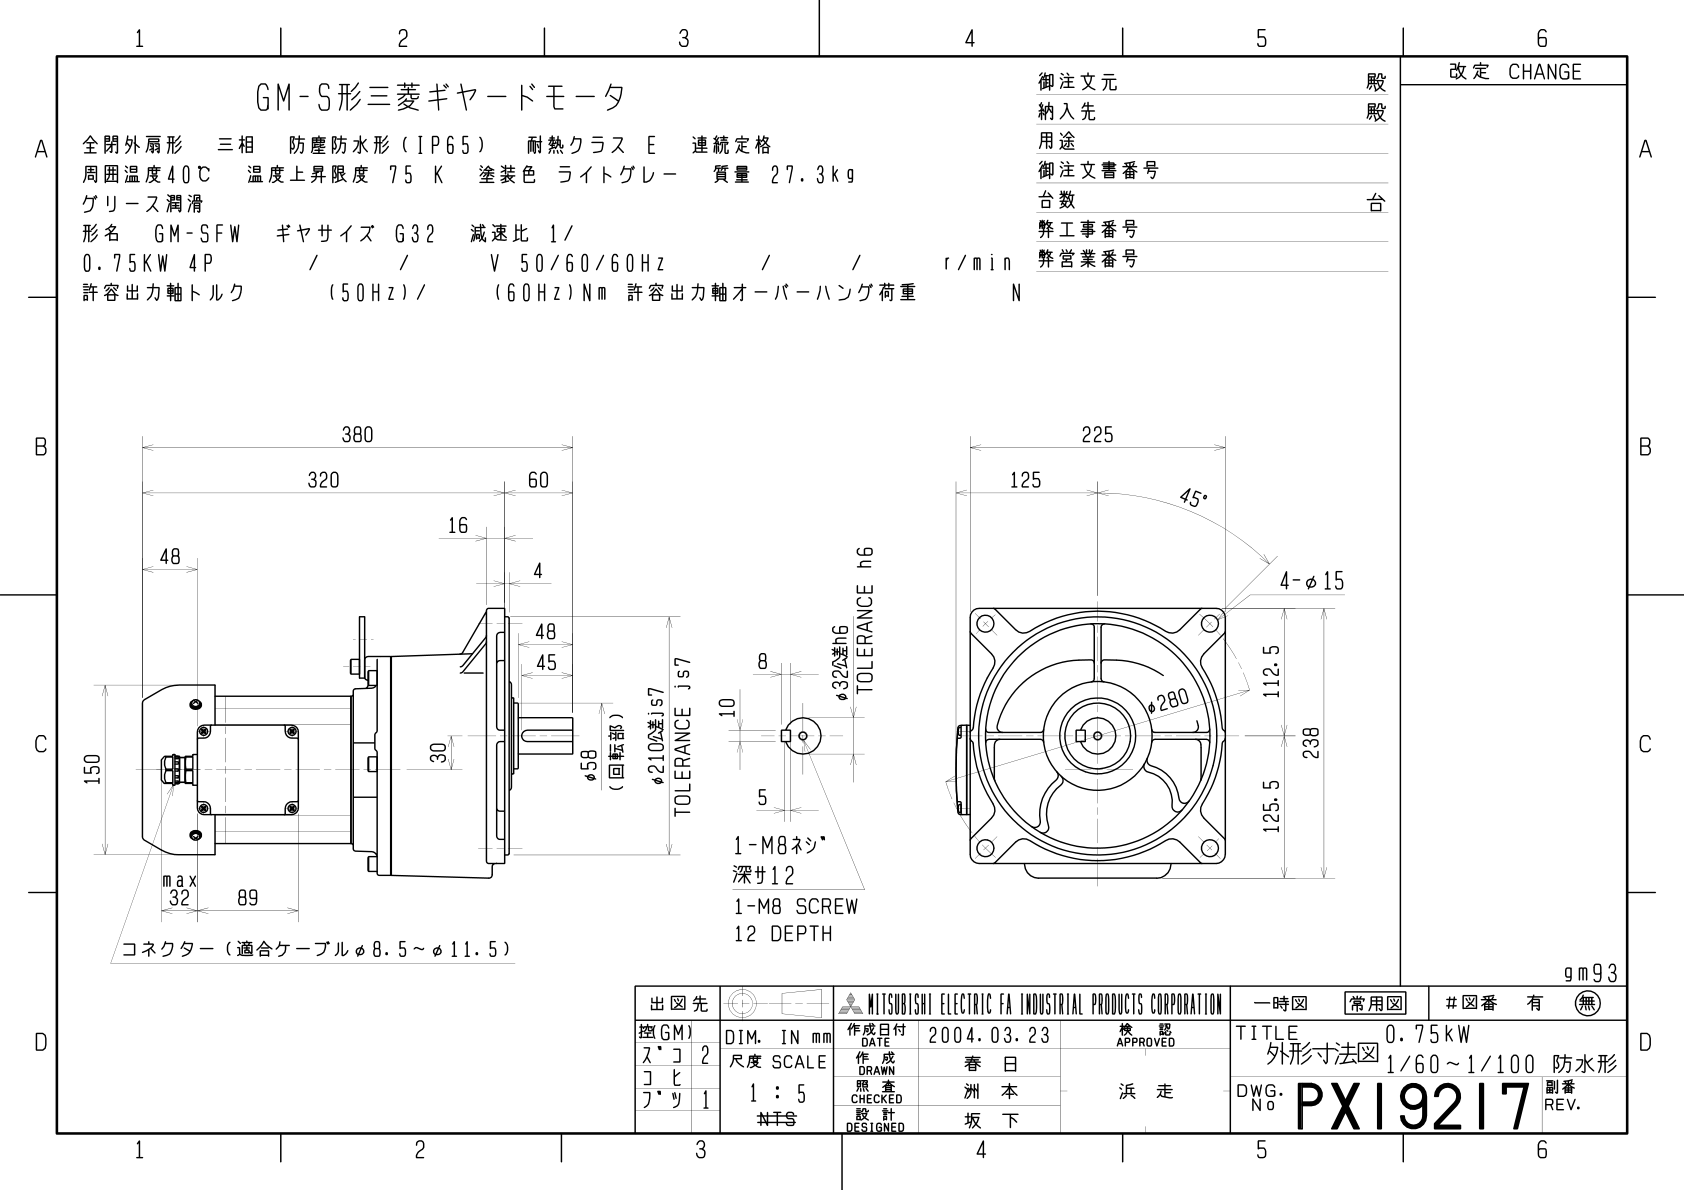 1 2 3 4 5 6
改定 CHANGE
GM-S形三菱ギヤードモータ
全閉外扇形 三相 防塵防水形(IP65) 耐熱クラス E 連続定格
周囲温度40℃ 温度上昇限度 75 K 塗装色 ライトグレー 質量 27.3kg
グリース潤滑
形名 GM-SFW ギヤサイズ G32 減速比 1/
0.75KW 4P / / V 50/60/60Hz / / r/min
許容出力軸トルク (50Hz)/ (60Hz)Nm 許容出力軸オーバーハング荷重 N
御注文元 殿
納入先 殿
用途
御注文書番号
台数 台
弊工事番号
弊営業番号
A A
B B
C C
D D
380
320 60
16
48
4
48
45
150
30
φ58
(回転部)
φ210公差js7
TOLERANCE js7
max
32 89
コネクター(適合ケーブルφ8.5~φ11.5)
8
10
5
φ32公差h6
TOLERANCE h6
1-M8ネジ
深サ12
1-M8 SCREW
12 DEPTH
225
125
45°
4-φ15
φ280
112.5
125.5
238
gm93
出図先
控(GM)
ズコ 2
コヒ
ブツ 1
DIM. IN mm
尺度 SCALE
1 : 5
NTS
MITSUBISHI ELECTRIC FA INDUSTRIAL PRODUCTS CORPORATION
作成日付
DATE
2004.03.23
作成
DRAWN
春日
照査
CHECKED
洲本
設計
DESIGNED
坂下
検認
APPROVED
浜走
一時図 常用図 #図番 有 無
TITLE
外形寸法図
0.75kW
1/60~1/100 防水形
DWG.
No
PX19217
副番
REV.
1 2 3 4 5 6